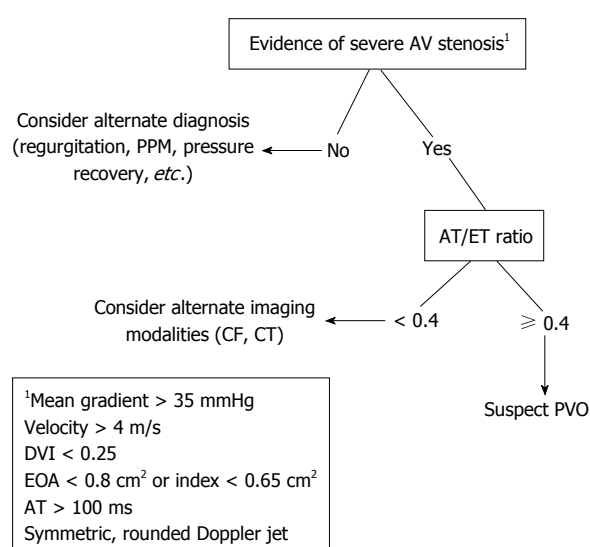 Evidence of severe AV stenosis¹
Consider alternate diagnosis
(regurgitation, PPM, pressure
recovery, etc.)
No
Yes
AT/ET ratio
Consider alternate imaging
modalities (CF, CT)
< 0.4
⩾ 0.4
Suspect PVO
¹Mean gradient > 35 mmHg
Velocity > 4 m/s
DVI < 0.25
EOA < 0.8 cm² or index < 0.65 cm²
AT > 100 ms
Symmetric, rounded Doppler jet